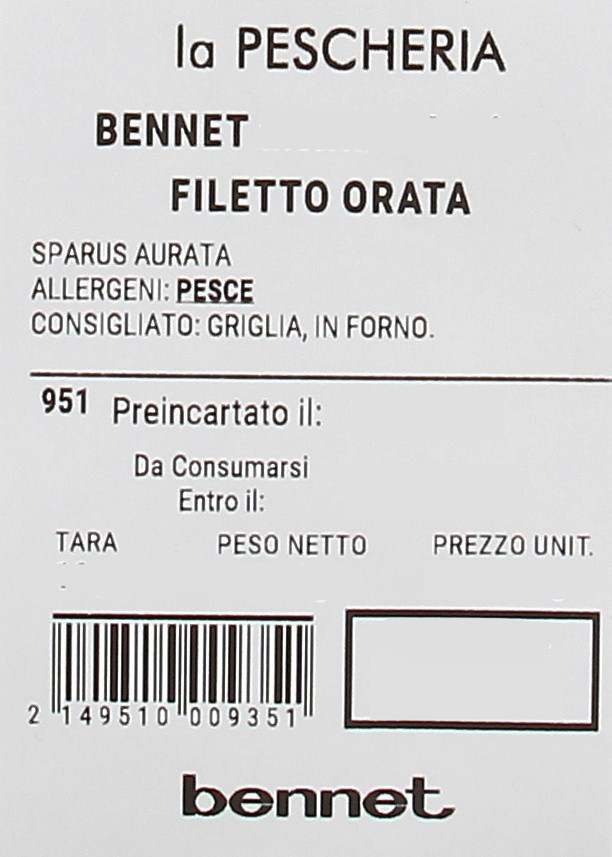 la PESCHERIA
BENNET
FILETTO ORATA
SPARUS AURATA
ALLERGENI: PESCE
CONSIGLIATO: GRIGLIA, IN FORNO.
951 Preincartato il:
Da Consumarsi
Entro il:
TARA PESO NETTO PREZZO UNIT.
2 149510 009351
bennet